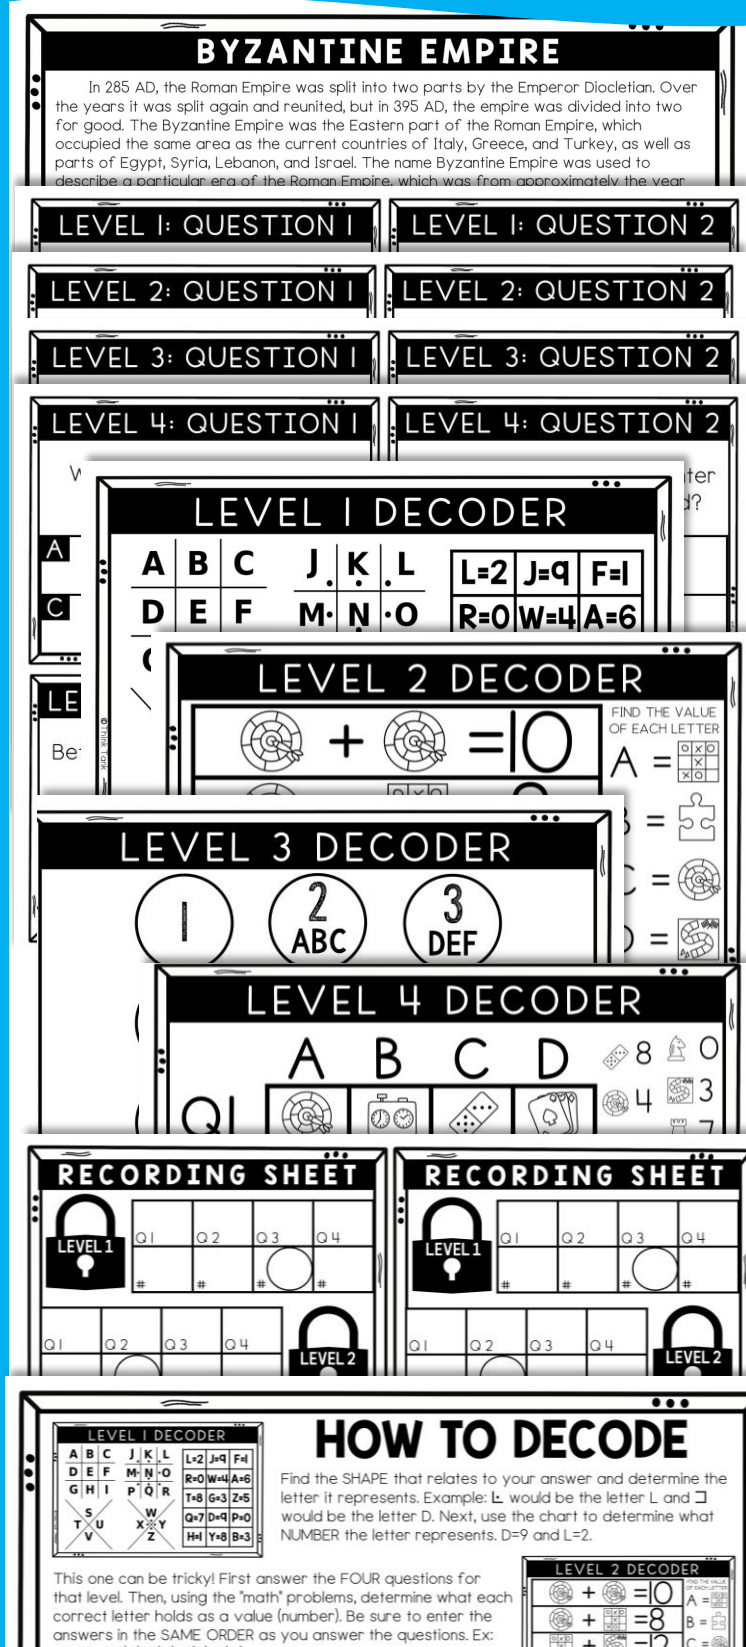 BYZANTINE EMPIRE
In 285 AD, the Roman Empire was split into two parts by the Emperor Diocletian. Over
the years it was split again and reunited, but in 395 AD, the empire was divided into two
for good. The Byzantine Empire was the Eastern part of the Roman Empire, which
occupied the same area as the current countries of Italy, Greece, and Turkey, as well as
parts of Egypt, Syria, Lebanon, and Israel. The name Byzantine Empire was used to
describe a particular era of the Roman Empire, which was from approximately the year
LEVEL 1: QUESTION 1
LEVEL 1: QUESTION 2
LEVEL 2: QUESTION 1
LEVEL 2: QUESTION 2
LEVEL 3: QUESTION 1
LEVEL 3: QUESTION 2
LEVEL 4: QUESTION 1
LEVEL 4: QUESTION 2
A
C
LEVEL 1 DECODER
A B C
D E F
J K L
M N O
L=2 J=9 F=1
R=0 W=4 A=6
© Think Tank
LEVEL 2 DECODER
+ =10
FIND THE VALUE
OF EACH LETTER
A =
=
=
=
LEVEL 3 DECODER
1
2
ABC
3
DEF
LEVEL 4 DECODER
A B C D
Q1
8 0
4 3
7
RECORDING SHEET
LEVEL 1
Q1 Q2 Q3 Q4
# # # #
Q1 Q2 Q3 Q4
LEVEL 2
RECORDING SHEET
LEVEL 1
Q1 Q2 Q3 Q4
# # # #
Q1 Q2 Q3 Q4
LEVEL 2
LEVEL 1 DECODER
A B C J K L
D E F M N O
G H I P Q R
S W
T U X Y
V Z
L=2 J=9 F=1
R=0 W=4 A=6
T=8 G=3 Z=5
Q=7 D=9 P=0
H=1 Y=8 B=3
HOW TO DECODE
Find the SHAPE that relates to your answer and determine the
letter it represents. Example: would be the letter L and
would be the letter D. Next, use the chart to determine what
NUMBER the letter represents. D=9 and L=2.
This one can be tricky! First answer the FOUR questions for
that level. Then, using the "math" problems, determine what each
correct letter holds as a value (number). Be sure to enter the
answers in the SAME ORDER as you answer the questions. Ex:
LEVEL 2 DECODER
+ =10
+ =8
FIND THE VALUE
OF EACH LETTER
A =
B =
C =